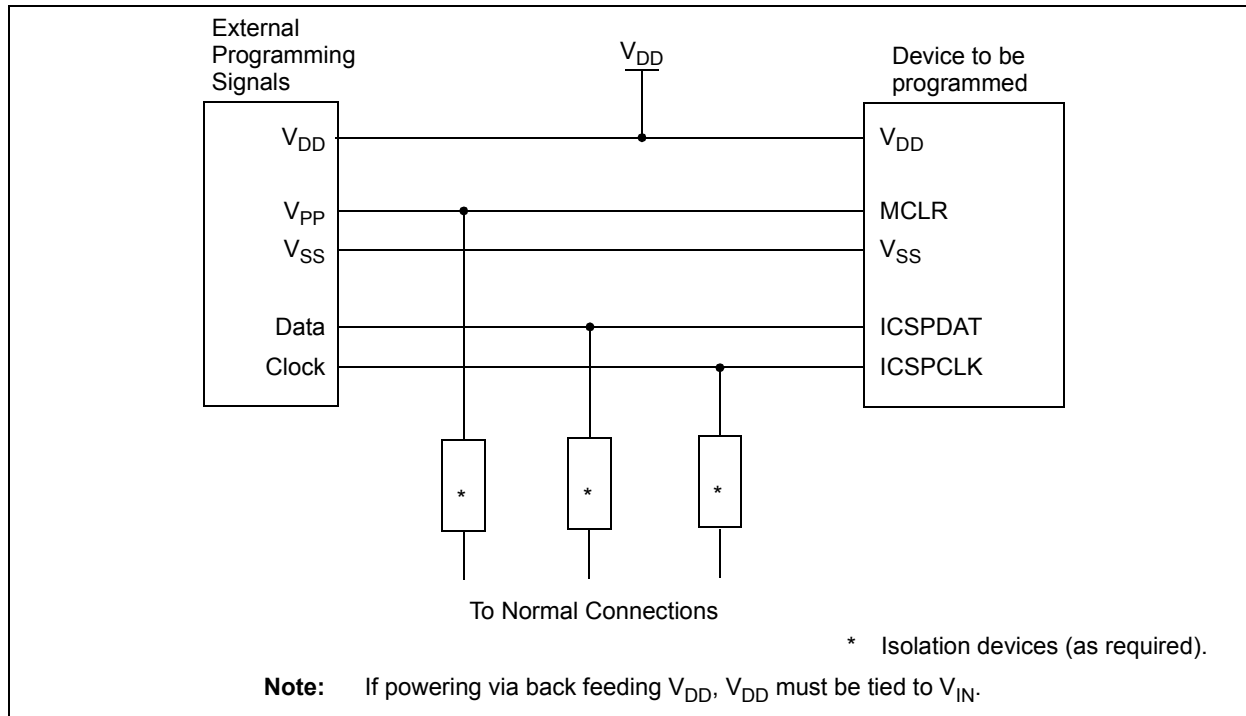 External
Programming
Signals
V_DD
Device to be
programmed
V_DD
V_DD
V_PP
MCLR
V_SS
V_SS
Data
ICSPDAT
Clock
ICSPCLK
*
*
*
To Normal Connections
* Isolation devices (as required).
Note: If powering via back feeding V_DD, V_DD must be tied to V_IN.